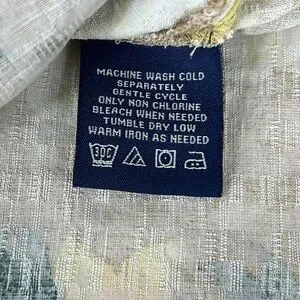 MACHINE WASH COLD
SEPARATELY
GENTLE CYCLE
ONLY NON CHLORINE
BLEACH WHEN NEEDED
TUMBLE DRY LOW
WARM IRON AS NEEDED
30C